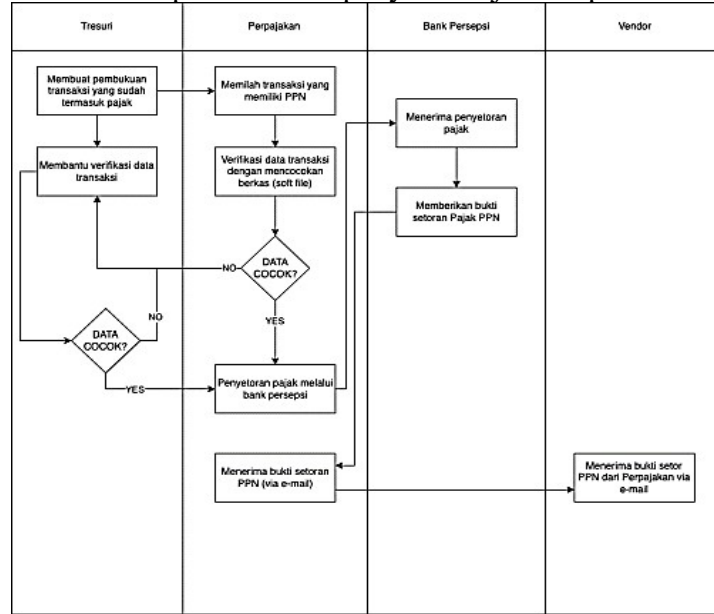 Tresuri
Perpajakan
Bank Persepsi
Vendor
Membuat pembukuan
transaksi yang sudah
termasuk pajak
Memilah transaksi yang
memiliki PPN
Menerima penyetoran
pajak
Membantu verifikasi data
transaksi
Verifikasi data transaksi
dengan mencocokan
berkas (soft file)
Memberikan bukti
setoran Pajak PPN
NO
DATA
COCOK?
NO
YES
DATA
COCOK?
YES
Penyetoran pajak melalui
bank persepsi
Menerima bukti setoran
PPN (via e-mail)
Menerima bukti setor
PPN dari Perpajakan via
e-mail